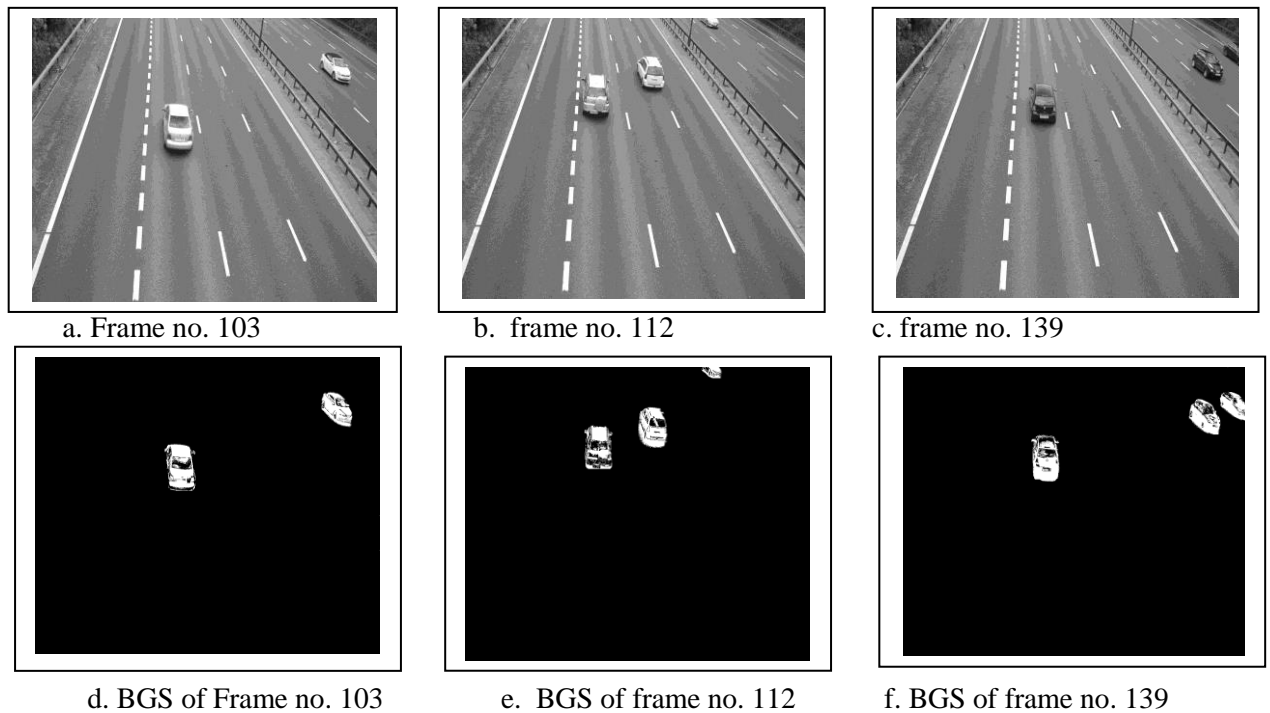 a. Frame no. 103
b. frame no. 112
c. frame no. 139
d. BGS of Frame no. 103
e. BGS of frame no. 112
f. BGS of frame no. 139